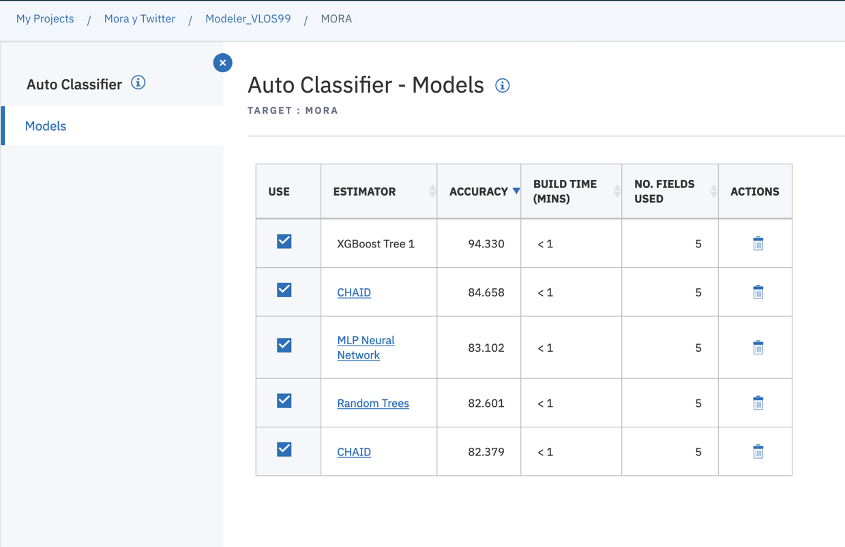 My Projects / Mora y Twitter / Modeler_VLOS99 / MORA
Auto Classifier
Models
Auto Classifier - Models
TARGET : MORA
USE ESTIMATOR ACCURACY BUILD TIME (MINS) NO. FIELDS USED ACTIONS
XGBoost Tree 1 94.330 < 1 5
CHAID 84.658 < 1 5
MLP Neural Network 83.102 < 1 5
Random Trees 82.601 < 1 5
CHAID 82.379 < 1 5